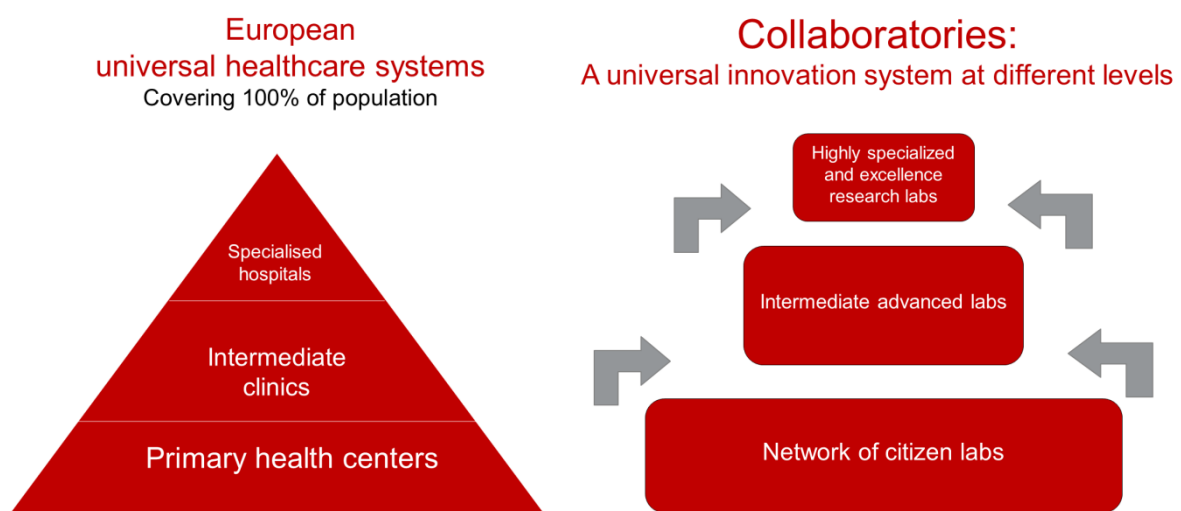 European
universal healthcare systems
Covering 100% of population
Specialised
hospitals
Intermediate
clinics
Primary health centers
Collaboratories:
A universal innovation system at different levels
Highly specialized
and excellence
research labs
Intermediate advanced labs
Network of citizen labs